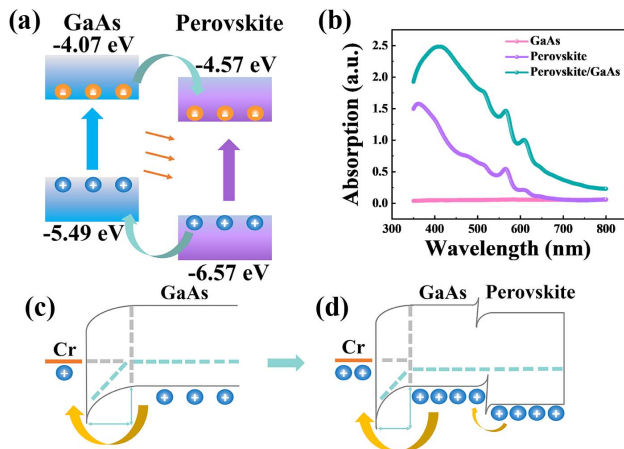 (a)
GaAs
-4.07 eV
Perovskite
-4.57 eV
-5.49 eV
-6.57 eV
(b)
GaAs
Perovskite
Perovskite/GaAs
Absorption (a.u.)
2.5
2.0
1.5
1.0
0.5
0.0
300 400 500 600 700 800
Wavelength (nm)
(c)
GaAs
Cr
(d)
GaAs Perovskite
Cr